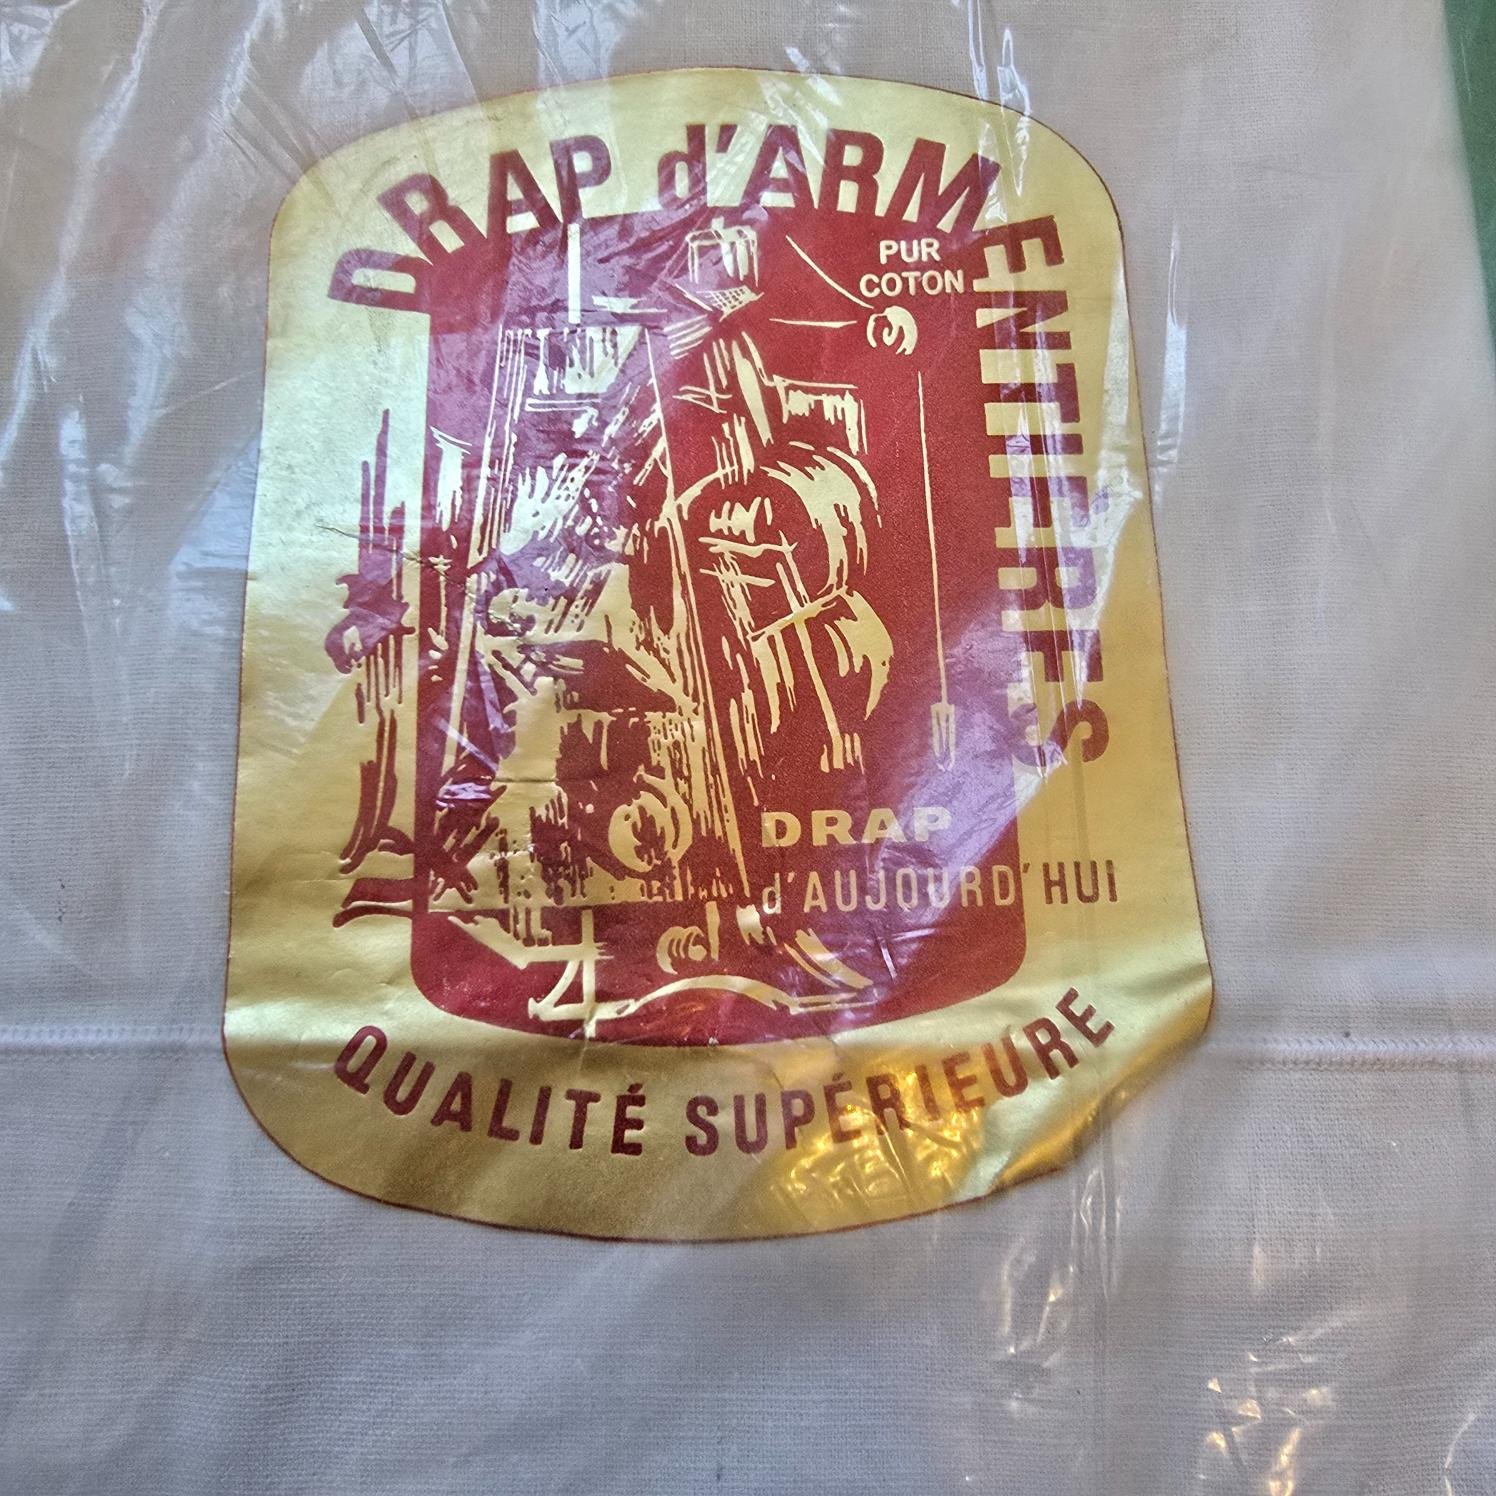 DRAP d'ARMENTIÈRES
PUR
COTON
DRAP
d'AUJOURD'HUI
QUALITÉ SUPÉRIEURE